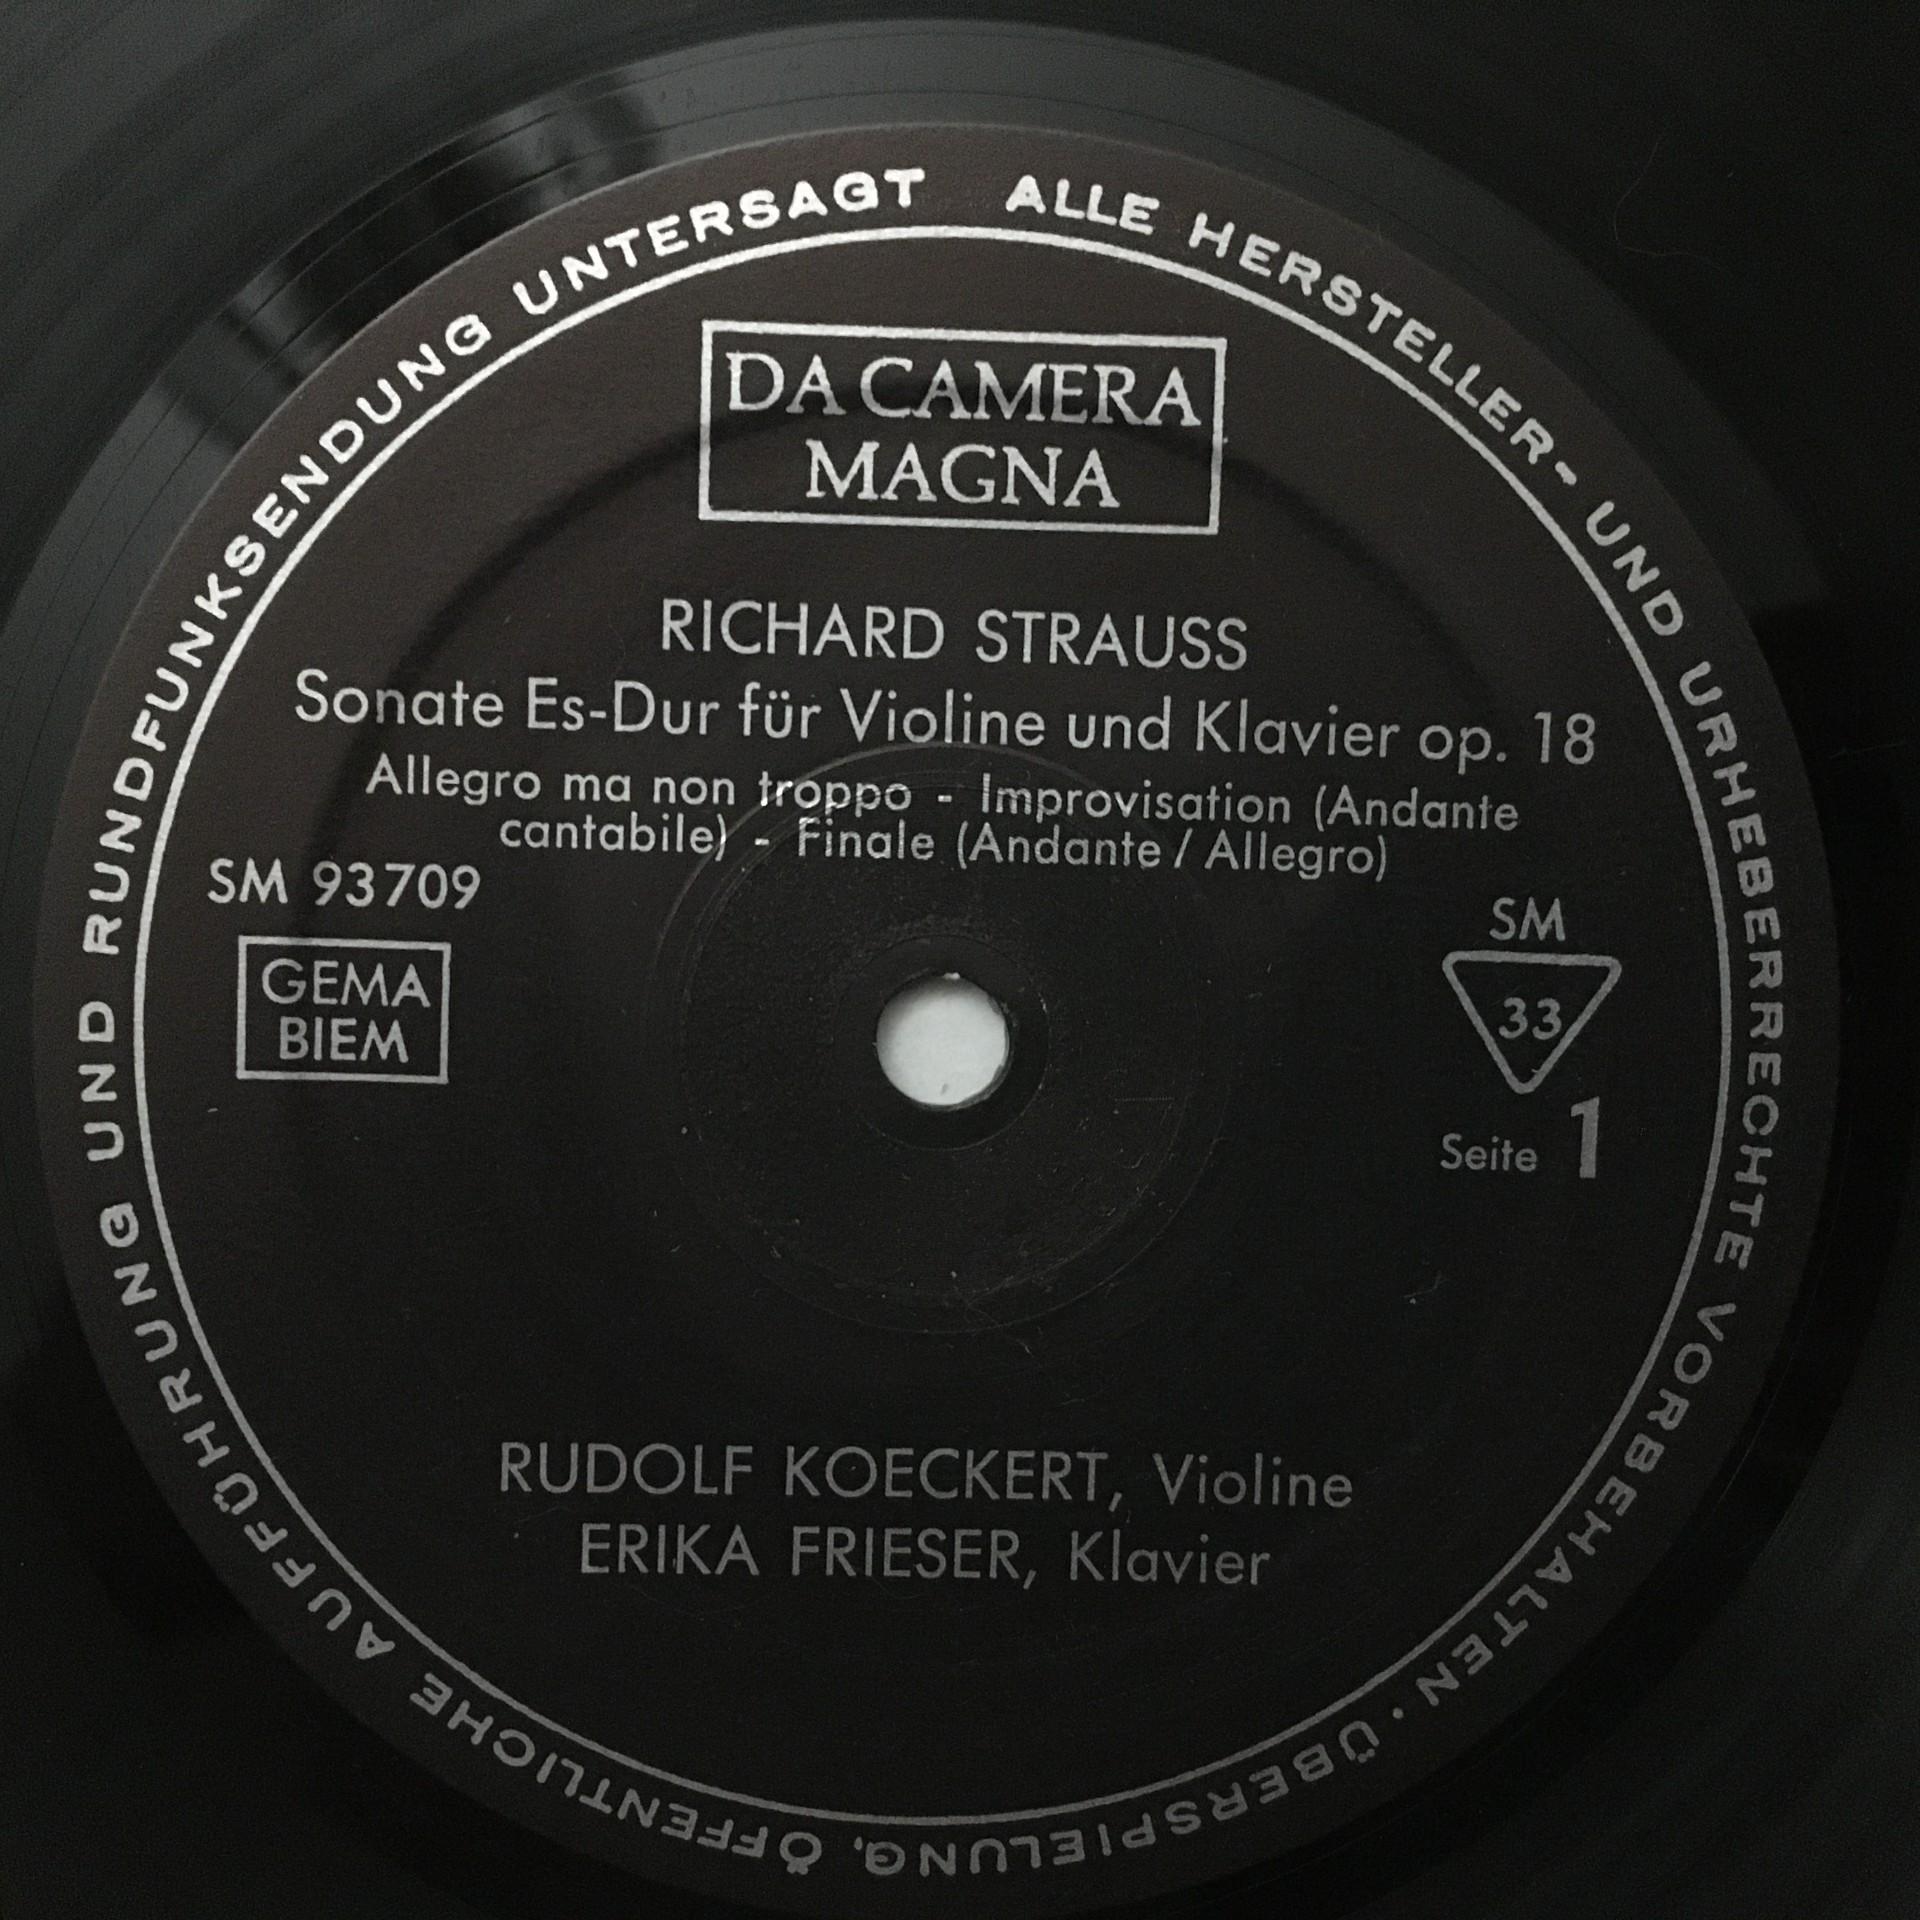 ALLE HERSTELLER- UND URHEBERRECHTE VORBEHALTEN · ÜBERSPIELUNG, ÖFFENTLICHE AUFFÜHRUNG UND RUNDFUNKSENDUNG UNTERSAGT
DA CAMERA
MAGNA
RICHARD STRAUSS
Sonate Es-Dur für Violine und Klavier op. 18
Allegro ma non troppo - Improvisation (Andante
cantabile) - Finale (Andante / Allegro)
SM 93709
GEMA
BIEM
SM
33
Seite 1
RUDOLF KOECKERT, Violine
ERIKA FRIESER, Klavier